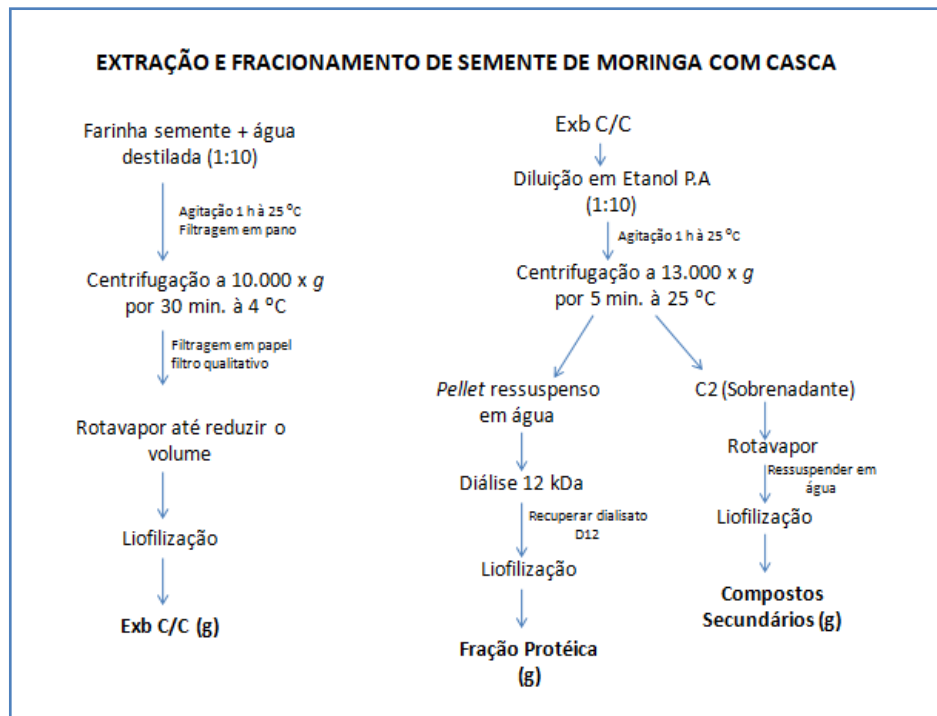 EXTRAÇÃO E FRACIONAMENTO DE SEMENTE DE MORINGA COM CASCA
Farinha semente + água
destilada (1:10)
Agitação 1 h à 25 ºC
Filtragem em pano
Centrifugação a 10.000 x g
por 30 min. à 4 ºC
Filtragem em papel
filtro qualitativo
Rotavapor até reduzir o
volume
Liofilização
Exb C/C (g)
Exb C/C
Diluição em Etanol P.A
(1:10)
Agitação 1 h à 25 ºC
Centrifugação a 13.000 x g
por 5 min. à 25 ºC
Pellet ressuspenso
em água
Diálise 12 kDa
Recuperar dialisato
D12
Liofilização
Fração Protéica
(g)
C2 (Sobrenadante)
Rotavapor
Ressuspender em
água
Liofilização
Compostos
Secundários (g)